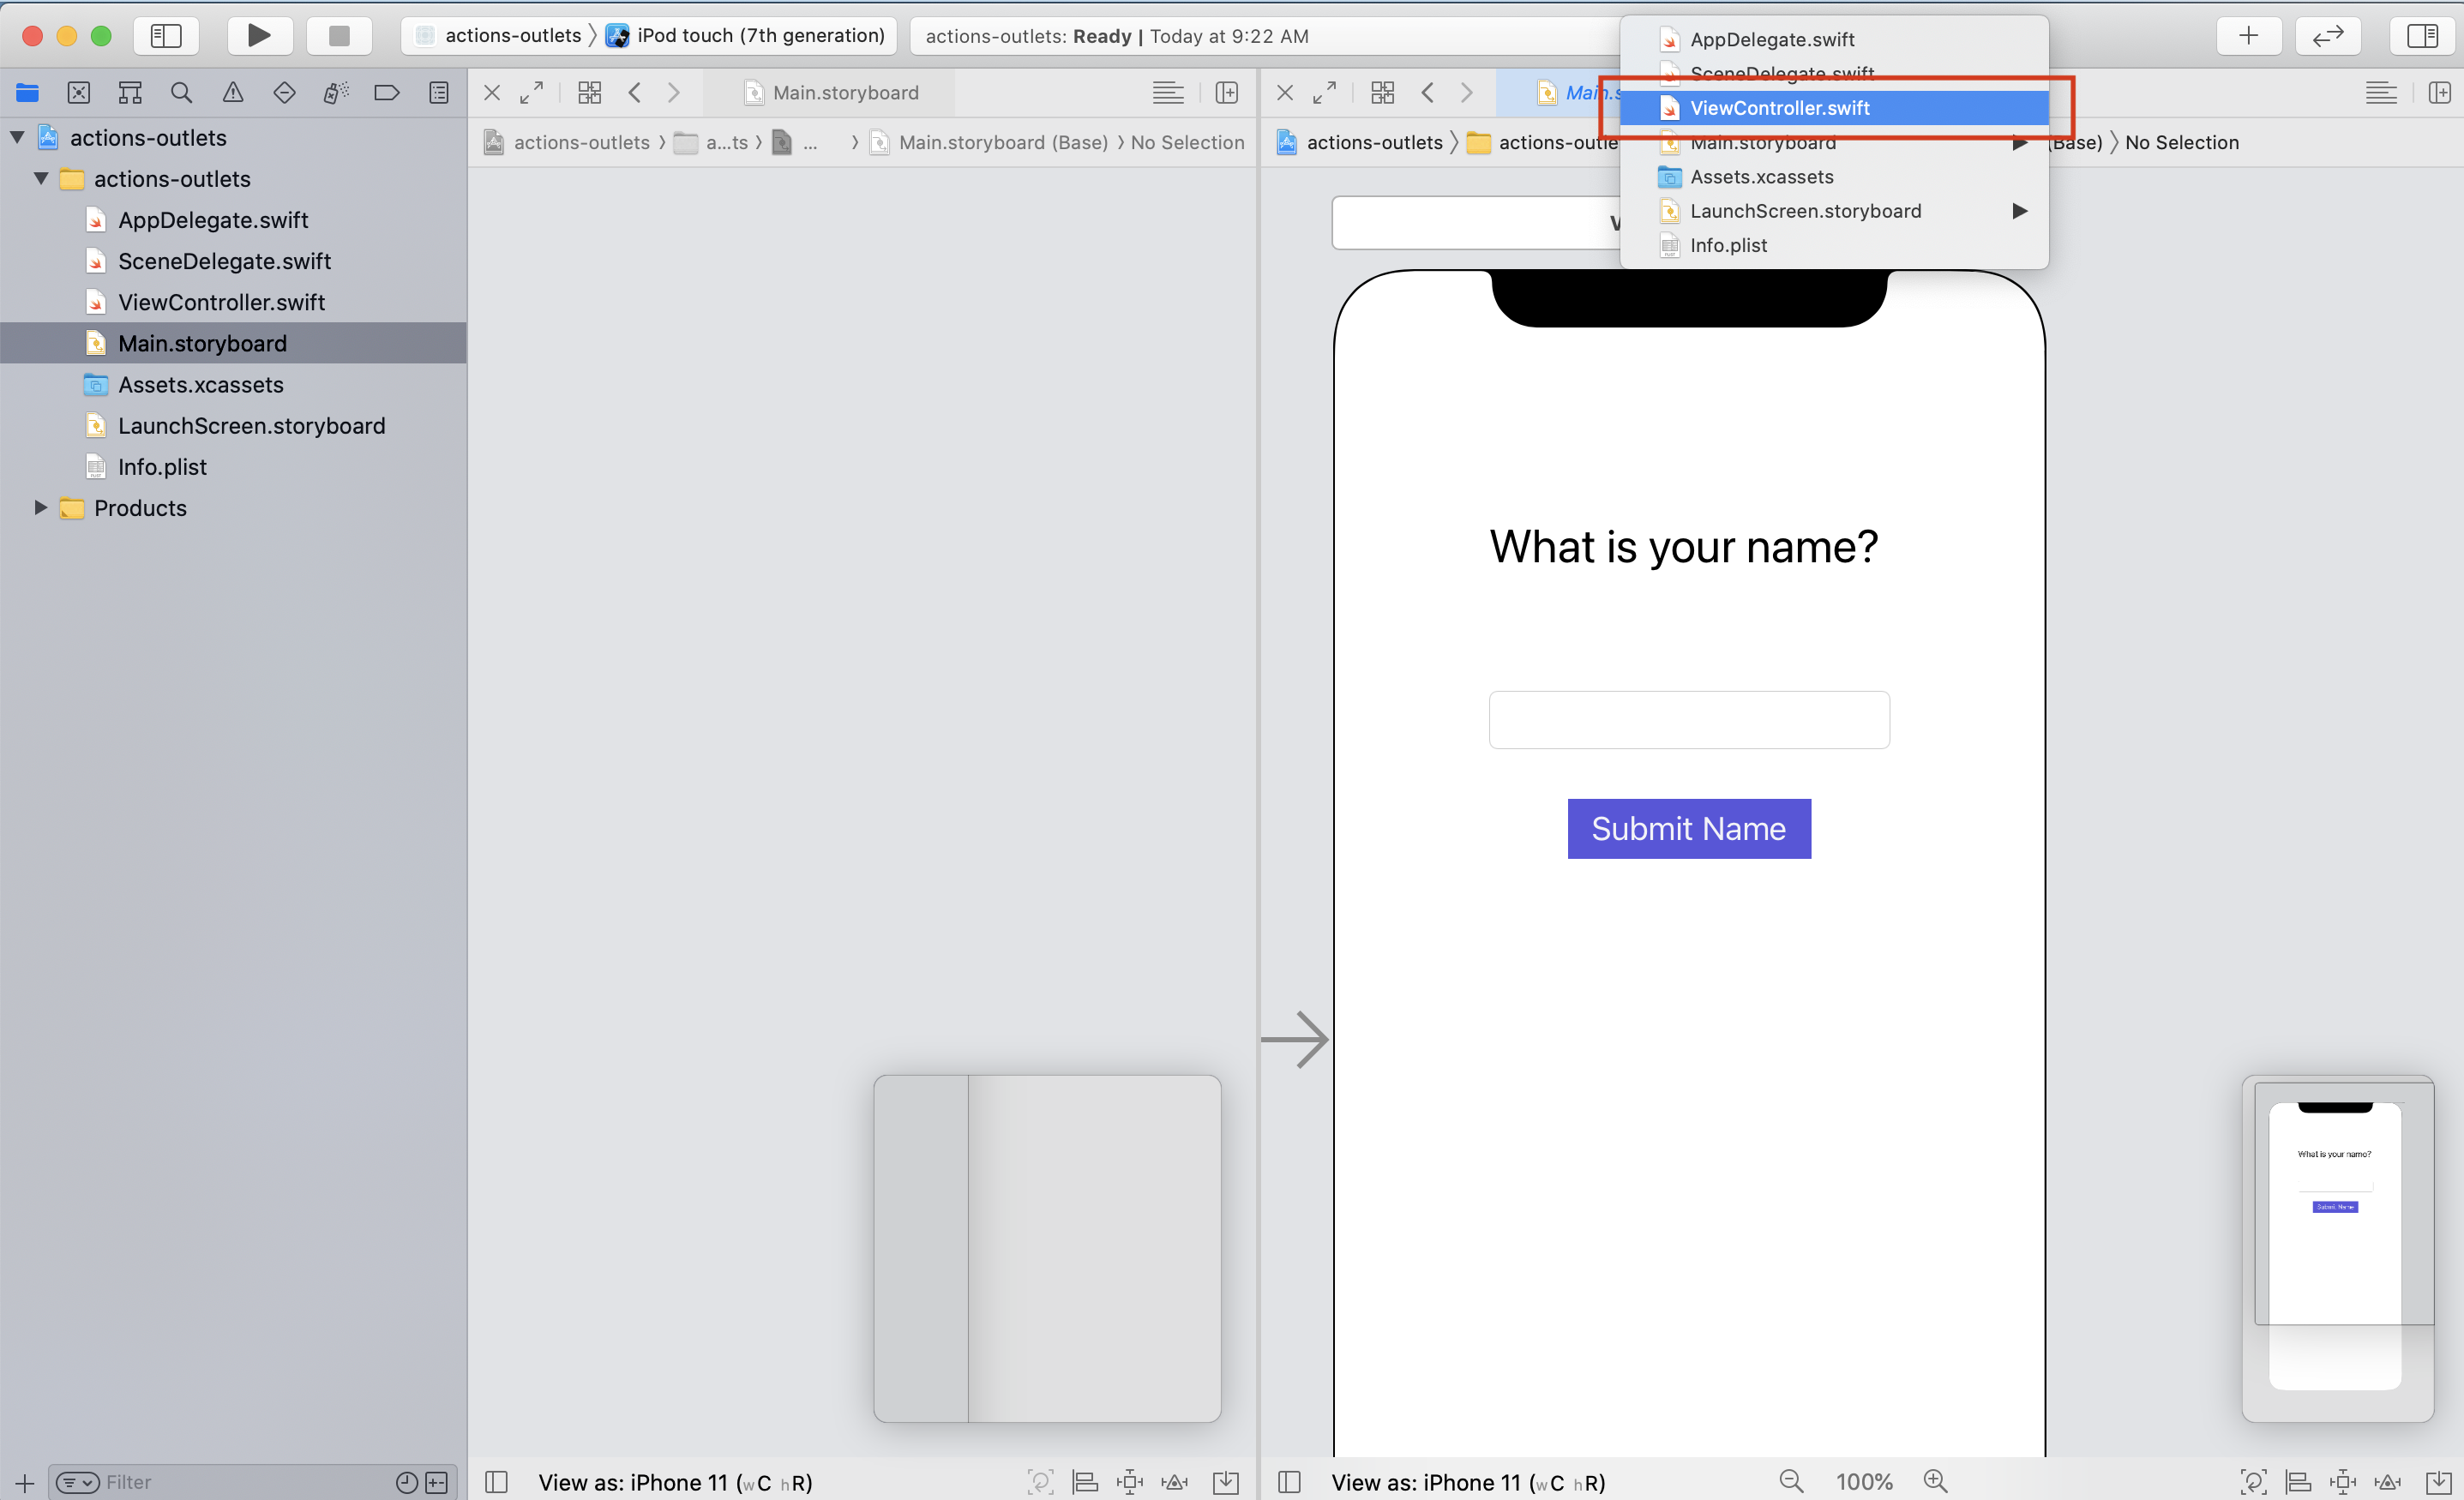 actions-outlets 〉 iPod touch (7th generation)
actions-outlets: Ready | Today at 9:22 AM
AppDelegate.swift
SceneDelegate.swift
ViewController.swift
Main.storyboard
Assets.xcassets
LaunchScreen.storyboard
Info.plist
actions-outlets
actions-outlets
AppDelegate.swift
SceneDelegate.swift
ViewController.swift
Main.storyboard
Assets.xcassets
LaunchScreen.storyboard
Info.plist
Products
Filter
Main.storyboard
actions-outlets 〉 a...ts 〉 ... 〉 Main.storyboard (Base) 〉 No Selection
View as: iPhone 11 (wC hR)
actions-outlets 〉 (Base) 〉 No Selection
What is your name?
Submit Name
What is your name?
Submit Name
View as: iPhone 11 (wC hR)
100%